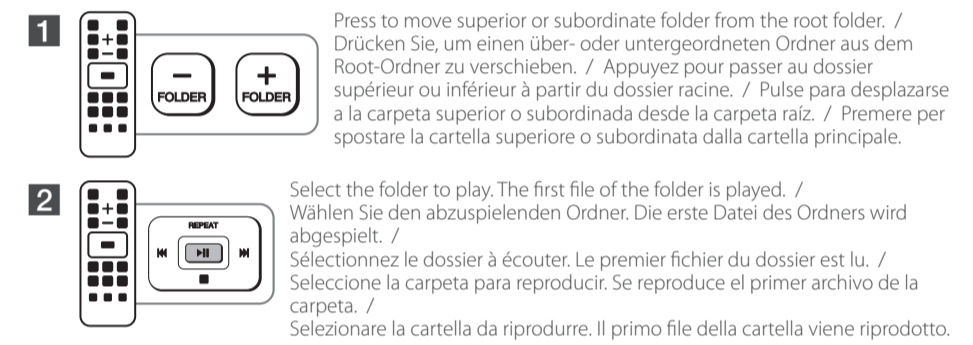 1
Press to move superior or subordinate folder from the root folder. /
Drücken Sie, um einen über- oder untergeordneten Ordner aus dem
Root-Ordner zu verschieben. / Appuyez pour passer au dossier
supérieur ou inférieur à partir du dossier racine. / Pulse para desplazarse
a la carpeta superior o subordinada desde la carpeta raíz. / Premere per
spostare la cartella superiore o subordinata dalla cartella principale.
– FOLDER
+ FOLDER
2
Select the folder to play. The first file of the folder is played. /
Wählen Sie den abzuspielenden Ordner. Die erste Datei des Ordners wird
abgespielt. /
Sélectionnez le dossier à écouter. Le premier fichier du dossier est lu. /
Seleccione la carpeta para reproducir. Se reproduce el primer archivo de la
carpeta. /
Selezionare la cartella da riprodurre. Il primo file della cartella viene riprodotto.
REPEAT